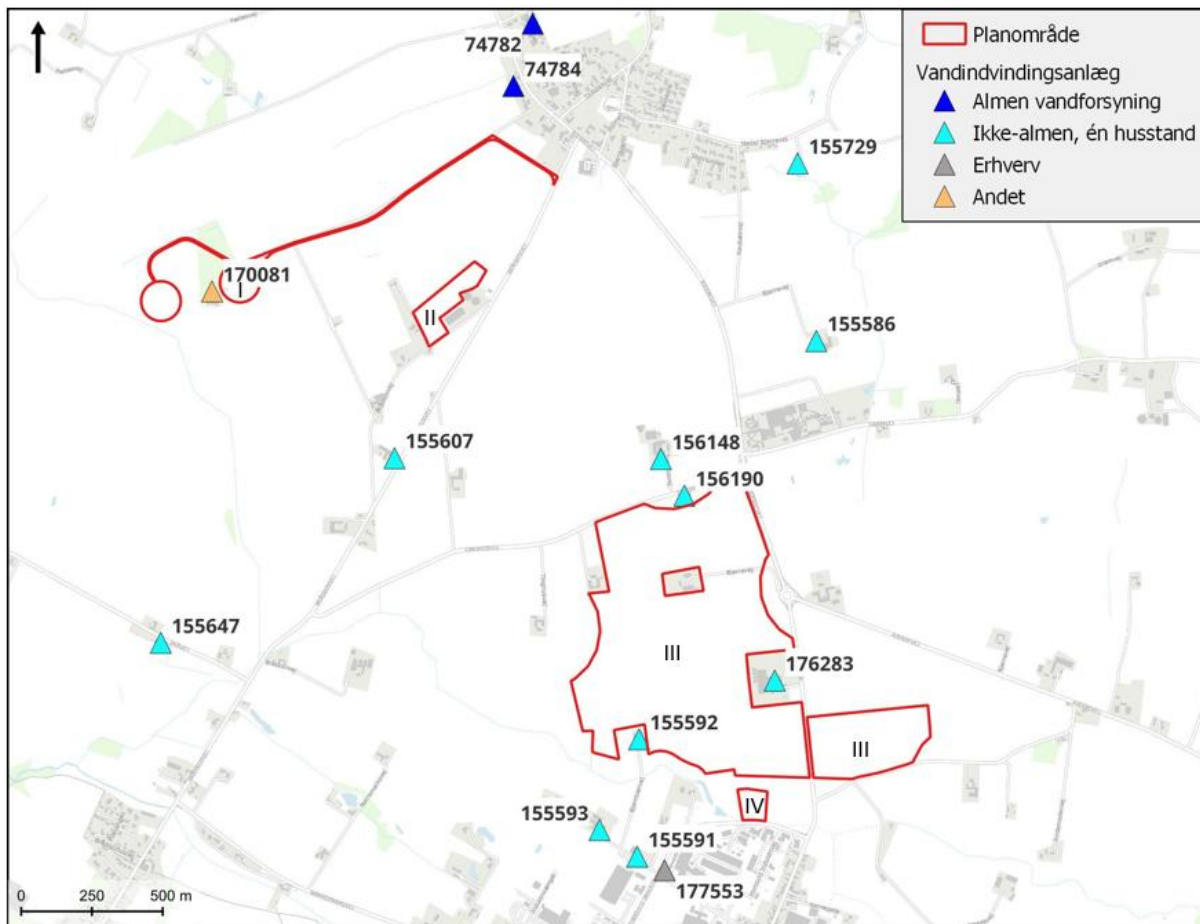 74782
74784
Planområde
Vandindvindingsanlæg
Almen vandforsyning
Ikke-almen, én husstand
Erhverv
Andet
155729
170081
I
II
155586
155607
156148
156190
155647
III
176283
155592
III
IV
155593
155591
177553
0 250 500 m